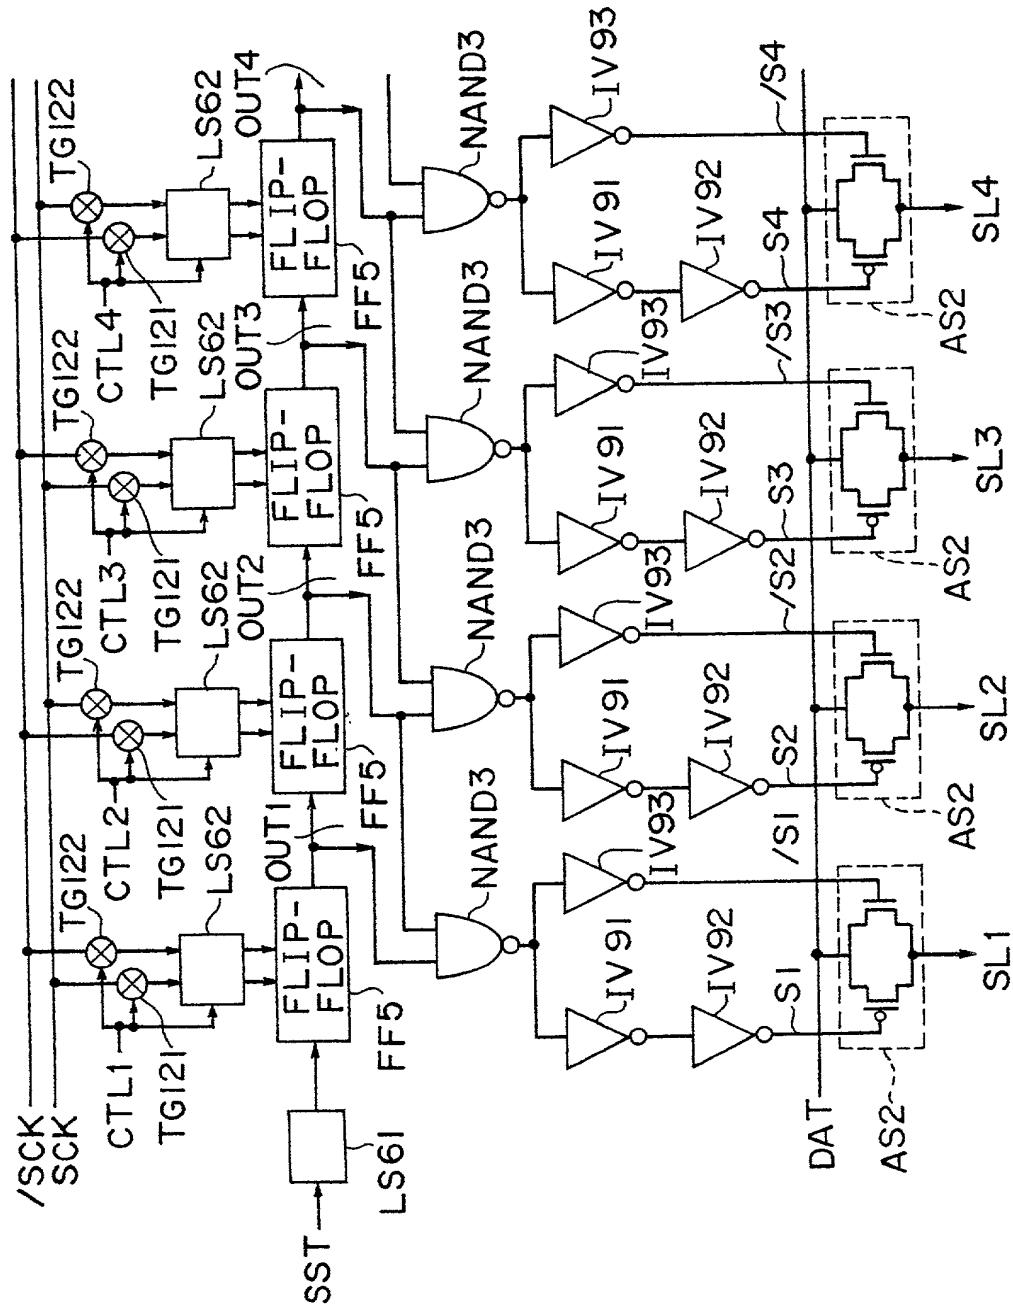 /SCK
SCK
CTL1
TG121
TG122
LS62
CTL2
TG121
TG122
LS62
CTL3
TG121
TG122
LS62
CTL4
TG121
TG122
LS62
SST
LS61
FLIP-
FLOP
FF5
OUT1
FLIP-
FLOP
FF5
OUT2
FLIP-
FLOP
FF5
OUT3
FLIP-
FLOP
FF5
OUT4
NAND3
NAND3
NAND3
NAND3
IV91
IV92
IV93
IV91
IV92
IV93
IV91
IV92
IV93
IV91
IV92
IV93
S1
/S1
S2
/S2
S3
/S3
S4
/S4
DAT
AS2
AS2
AS2
AS2
SL1
SL2
SL3
SL4